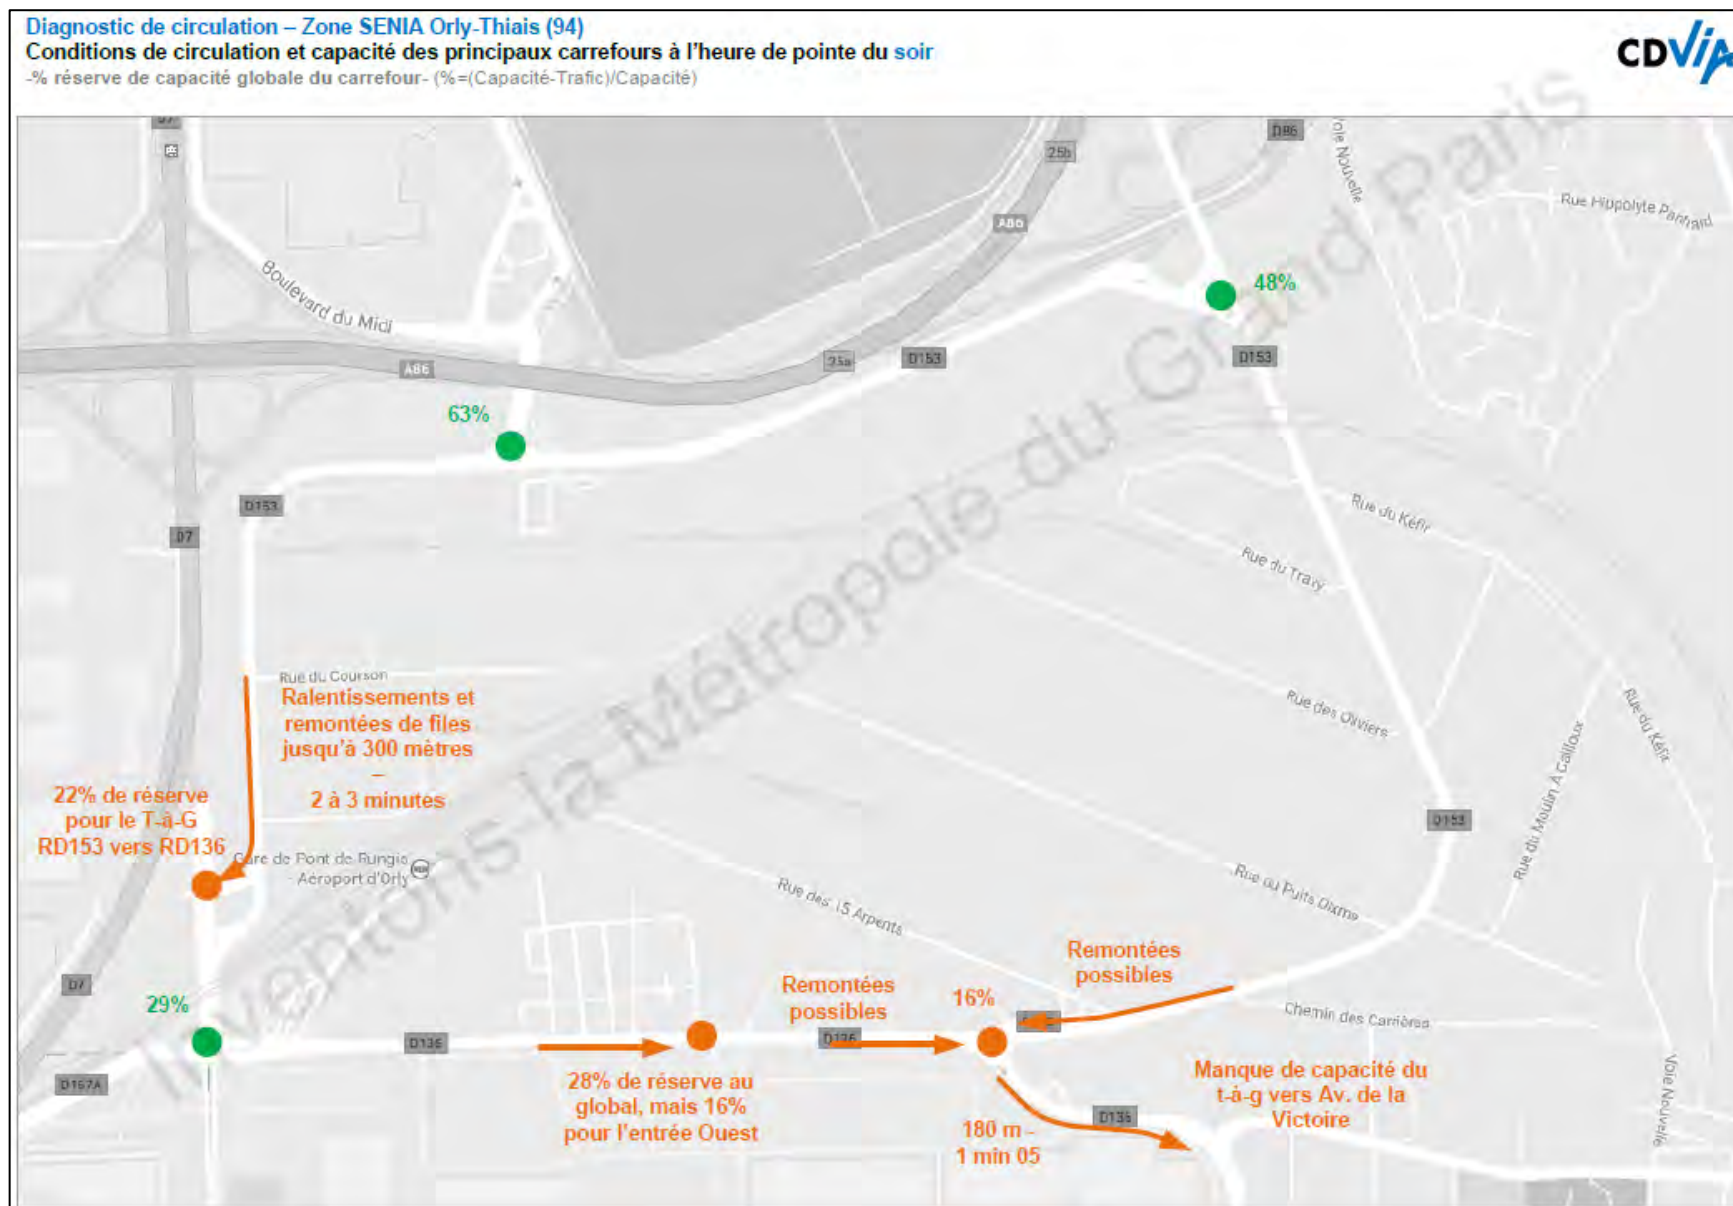 Diagnostic de circulation – Zone SENIA Orly-Thiais (94)
Conditions de circulation et capacité des principaux carrefours à l'heure de pointe du soir
-% réserve de capacité globale du carrefour- (%=(Capacité-Trafic)/Capacité)
CDVIA
D7
25b
D86
Voie Nouvelle
Rue Hippolyte Panhard
A86
Boulevard du Midi
48%
A86
25a
D153
D153
63%
D153
D7
Rue du Kéfir
Rue du Travy
Rue du Courson
Ralentissements et
remontées de files
jusqu'à 300 mètres
–
2 à 3 minutes
Rue des Oliviers
Rue du Moulin À Cailloux
Rue du Kéfir
22% de réserve
pour le T-à-G
RD153 vers RD136
D153
Gare de Pont de Rungis
Aéroport d'Orly
Rue des 15 Arpents
Rue du Puits Dixme
Remontées
possibles
D7
29%
Remontées
possibles
16%
Chemin des Carrières
D136
D136
D167A
28% de réserve au
global, mais 16%
pour l'entrée Ouest
Manque de capacité du
t-à-g vers Av. de la
Victoire
D136
180 m -
1 min 05
Voie Nouvelle
Inventons la Métropole du Grand Paris